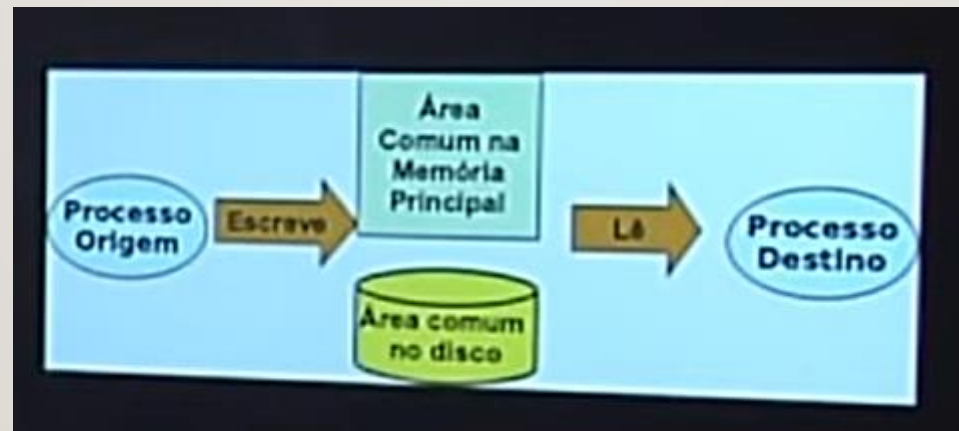 Processo
Origem
Escreve
Área
Comum na
Memória
Principal
Área comum
no disco
Lê
Processo
Destino